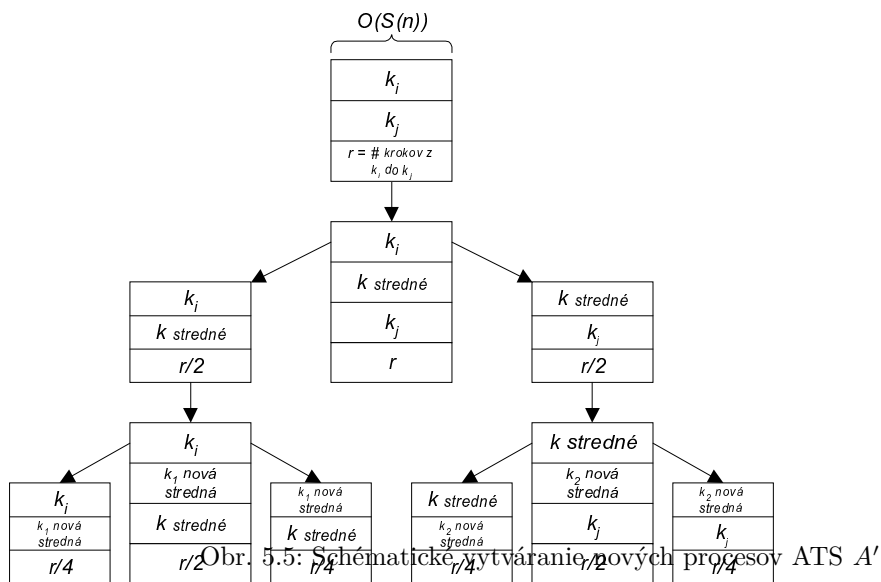 O(S(n))
k_i
k_j
r = # krokov z
k_i do k_j
k_i
k stredné
k_j
r
k_i
k stredné
r/2
k stredné
k_j
r/2
k_i
k_1 nová
stredná
k stredné
r/2
k stredné
k_2 nová
stredná
k_j
r/2
k_i
k_1 nová
stredná
r/4
k_1 nová
stredná
k stredné
r/4
k stredné
k_2 nová
stredná
r/4
k_2 nová
stredná
k_j
r/4
Obr. 5.5: Schématické vytváranie nových procesov ATS A′